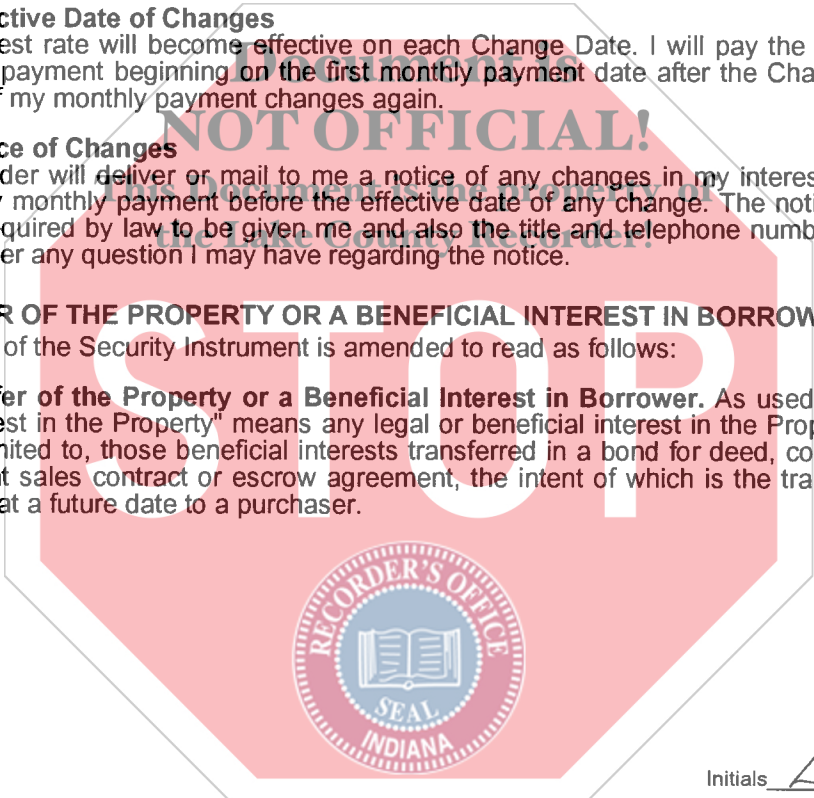 ctive Date of Changes
est rate will become effective on each Change Date. I will pay the
payment beginning on the first monthly payment date after the Cha
f my monthly payment changes again.
Document is
NOT OFFICIAL!
This Document is the property of
the Lake County Recorder!
ce of Changes
der will deliver or mail to me a notice of any changes in my interes
y monthly payment before the effective date of any change. The noti
quired by law to be given me and also the title and telephone numb
er any question I may have regarding the notice.
R OF THE PROPERTY OR A BENEFICIAL INTEREST IN BORROW
of the Security Instrument is amended to read as follows:
er of the Property or a Beneficial Interest in Borrower. As used
est in the Property" means any legal or beneficial interest in the Prop
nited to, those beneficial interests transferred in a bond for deed, co
t sales contract or escrow agreement, the intent of which is the tra
at a future date to a purchaser.
STOP
RECORDER'S OFFICE
SEAL
INDIANA
Initials